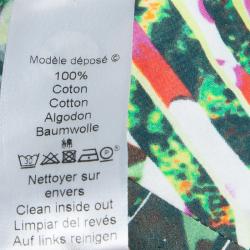 Modèle déposé ©
100%
Coton
Cotton
Algodon
Baumwolle
綿
Nettoyer sur
envers
Clean inside out
Limpiar del revés
Auf links reinigen